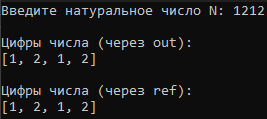 Введите натуральное число N: 1212
Цифры числа (через out):
[1, 2, 1, 2]
Цифры числа (через ref):
[1, 2, 1, 2]